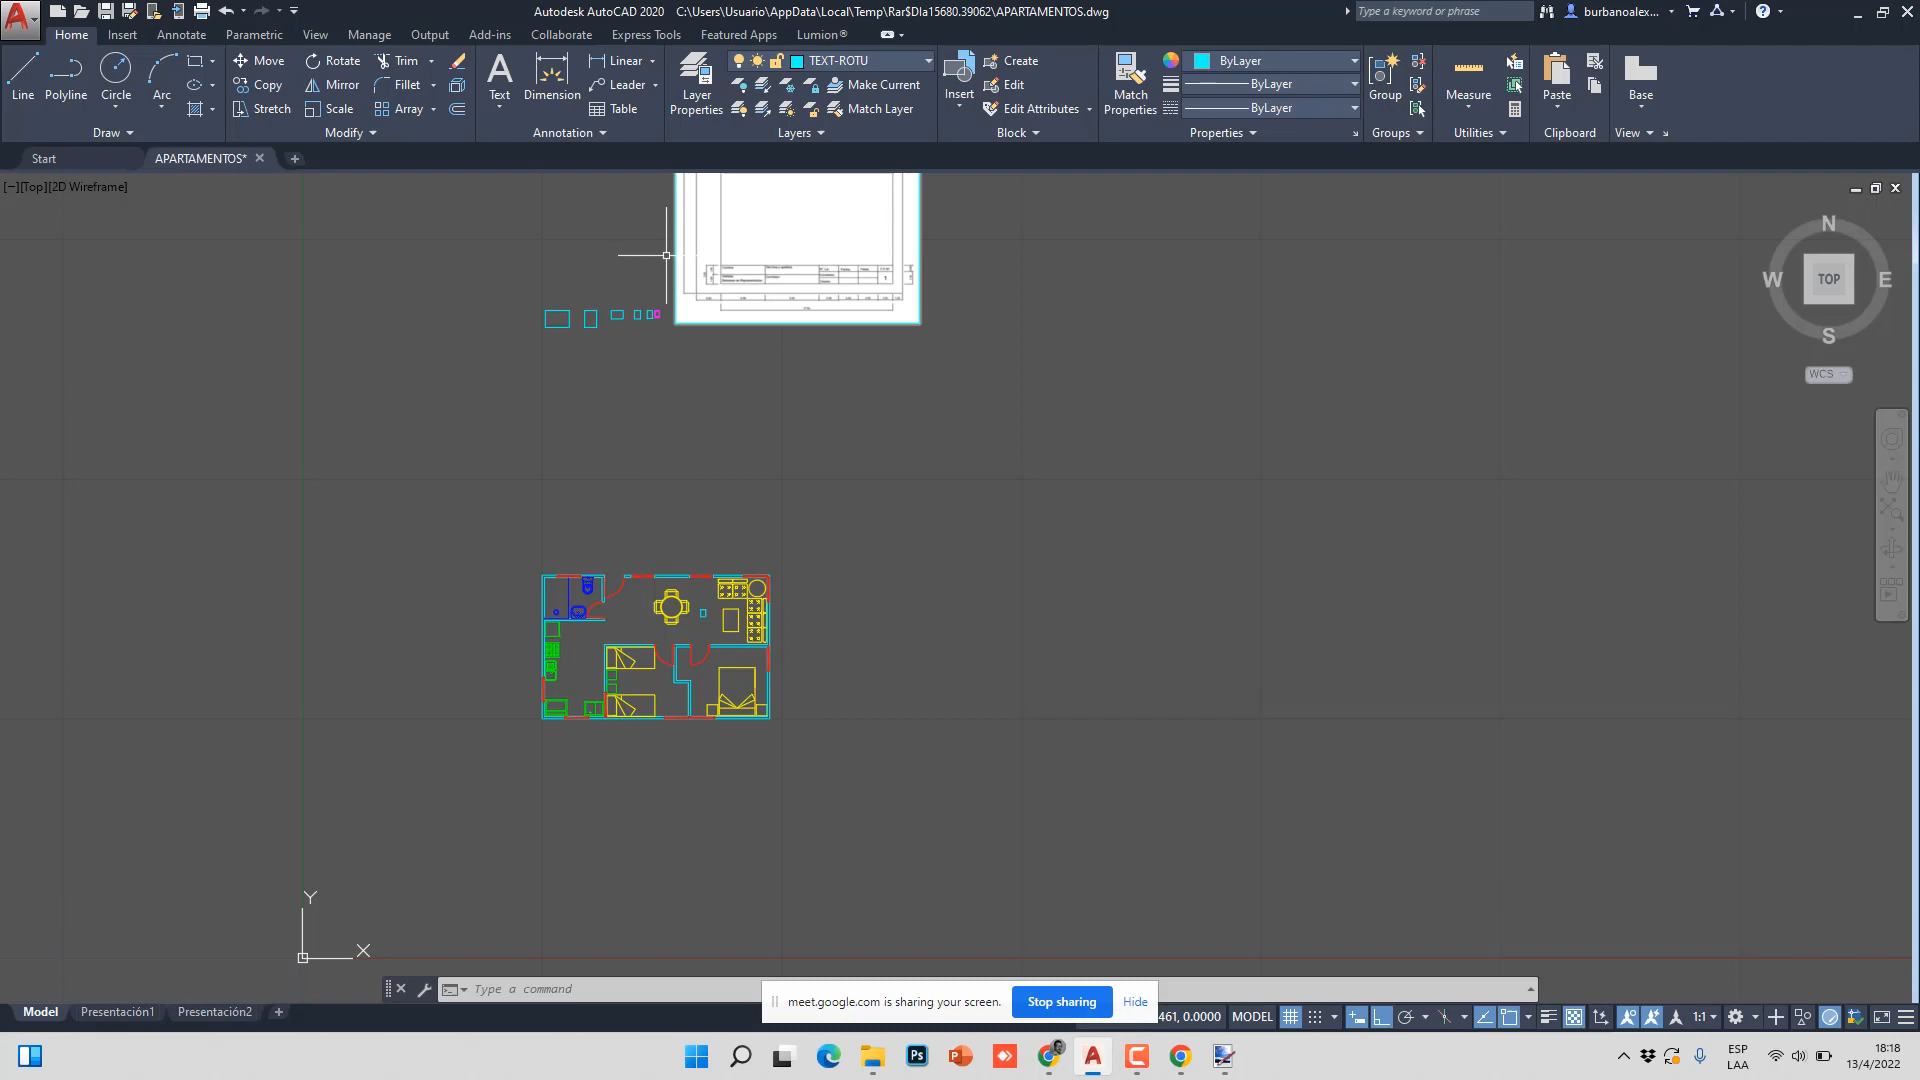 Autodesk AutoCAD 2020 C:\Users\Usuario\AppData\Local\Temp\Rar$DIa15680.39062\APARTAMENTOS.dwg
Type a keyword or phrase
burbanoalex...
Home Insert Annotate Parametric View Manage Output Add-ins Collaborate Express Tools Featured Apps Lumion®
Line Polyline Circle Arc
Move Rotate Trim
Copy Mirror Fillet
Stretch Scale Array
Text Dimension
Linear
Leader
Table
Layer Properties
TEXT-ROTU
Make Current
Match Layer
Insert
Create
Edit
Edit Attributes
Match Properties
ByLayer
ByLayer
ByLayer
Group
Measure
Paste
Base
Draw Modify Annotation Layers Block Properties Groups Utilities Clipboard View
Start APARTAMENTOS*
[−][Top][2D Wireframe]
N
W TOP E
S
WCS
1
Y
X
Type a command
meet.google.com is sharing your screen. Stop sharing Hide
Model Presentación1 Presentación2
461, 0.0000 MODEL 1:1
Ps
ESP
LAA
18:18
13/4/2022